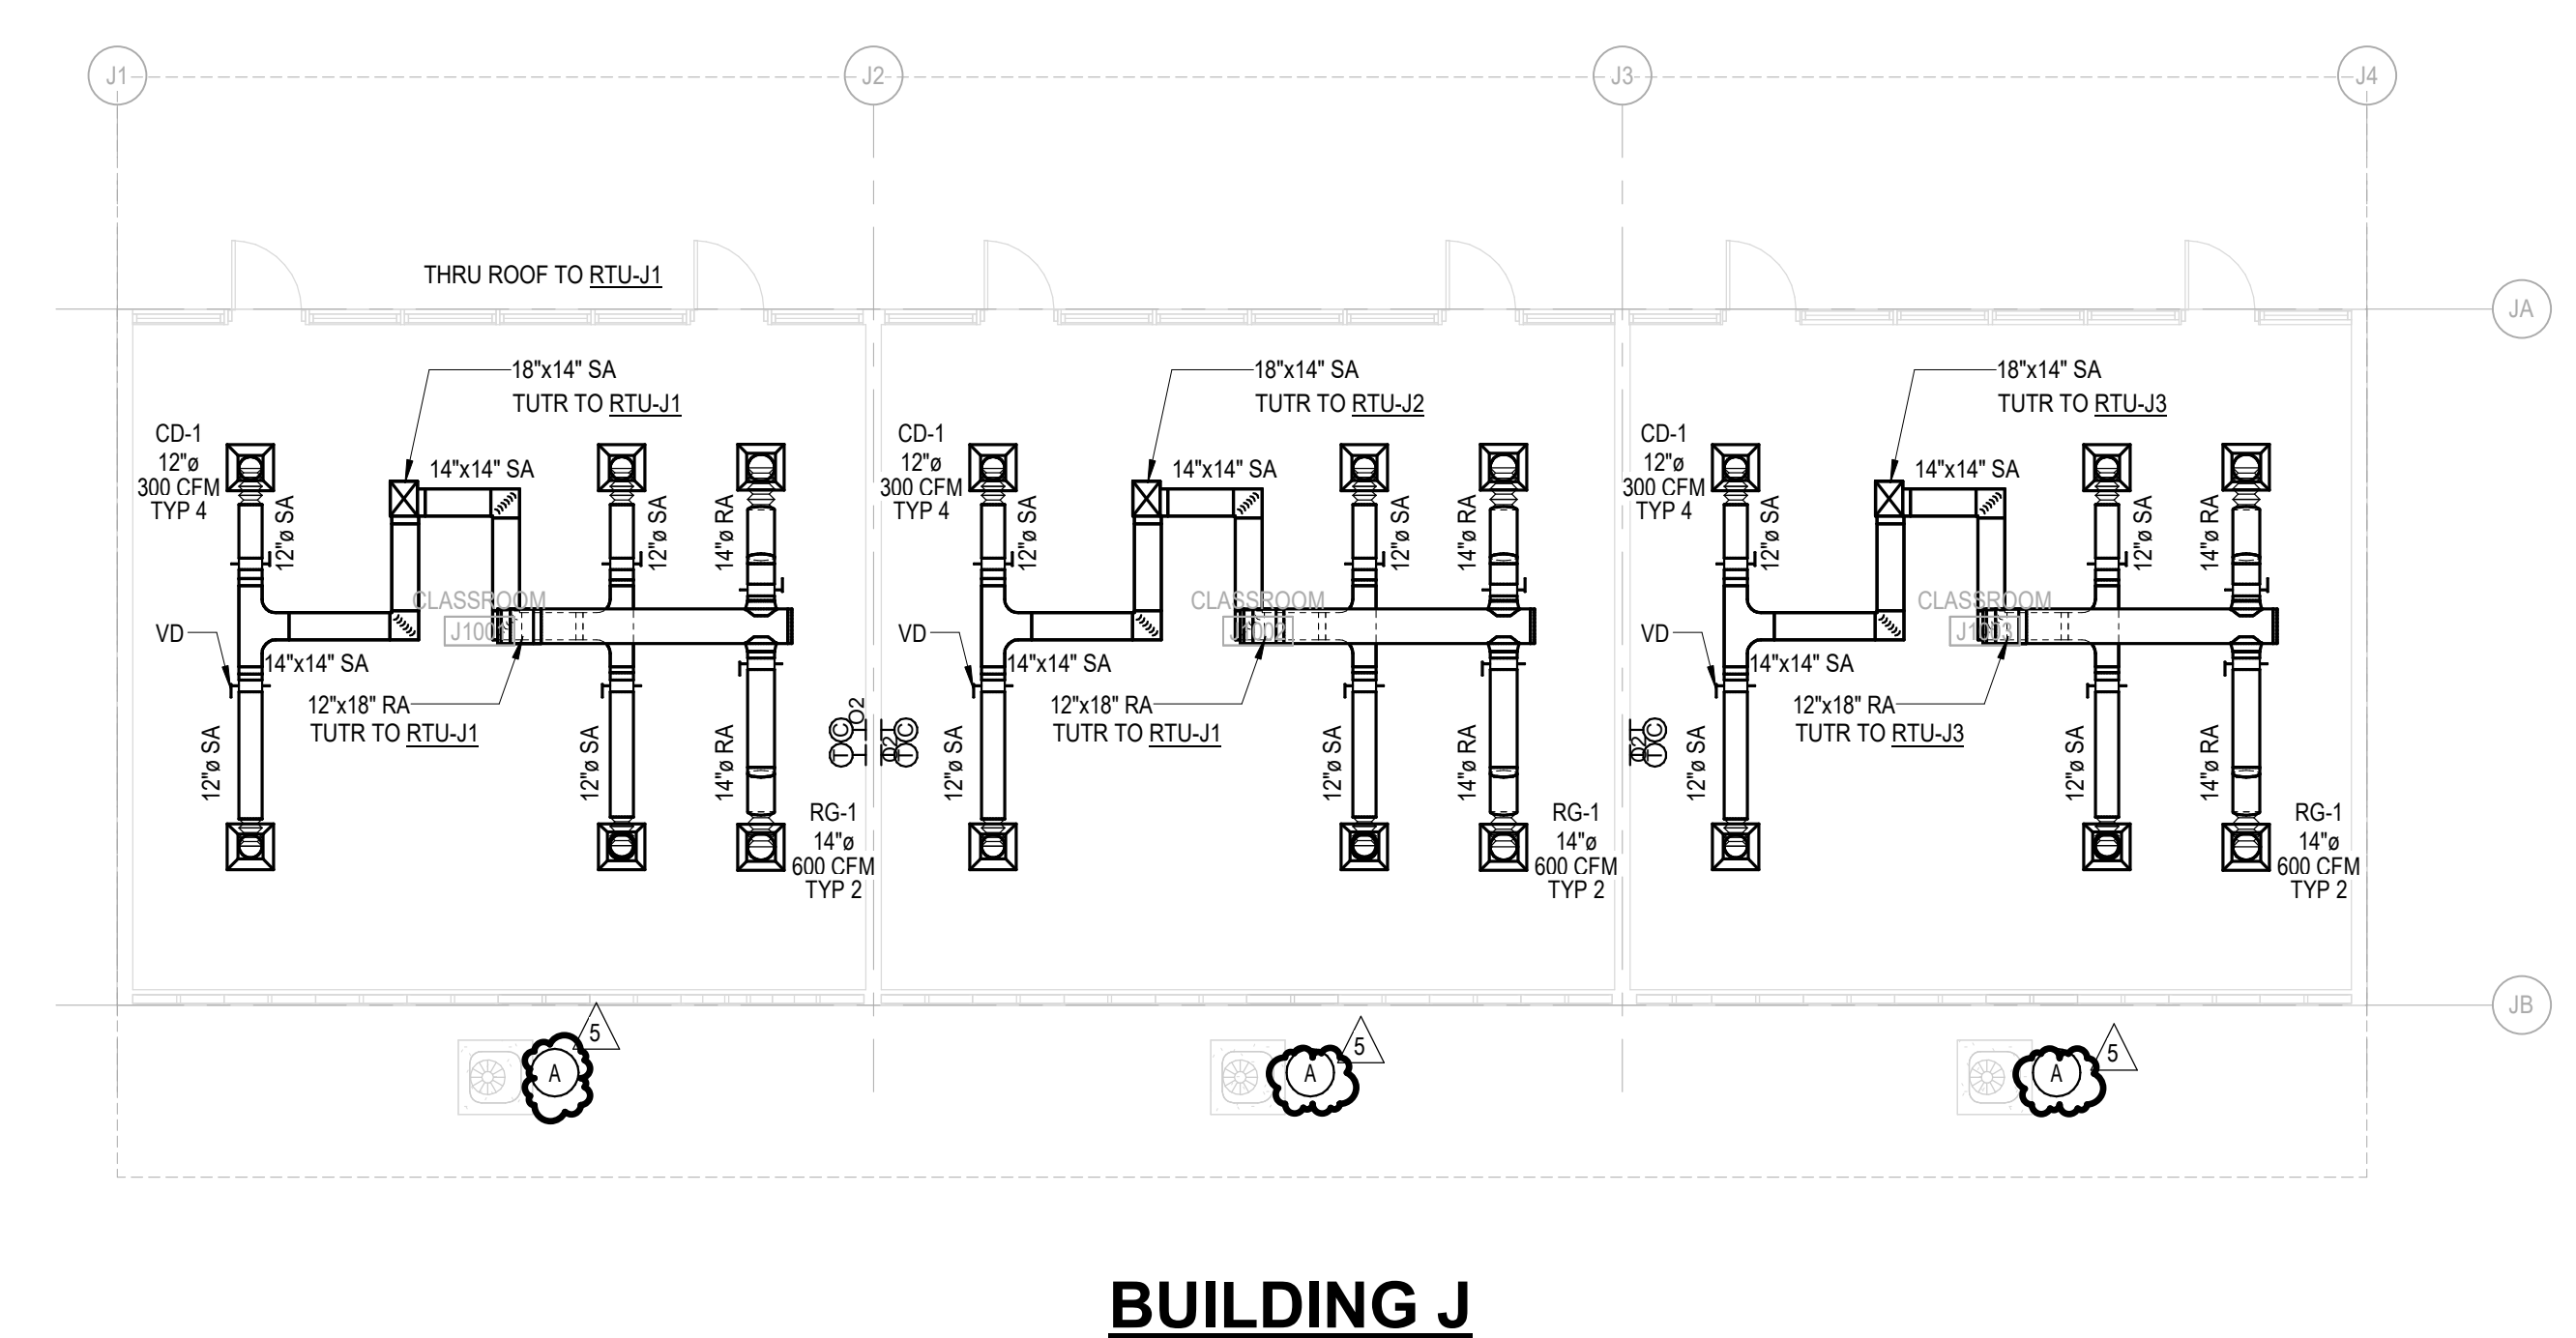 J1
J2
J3
J4
JA
JB
THRU ROOF TO RTU-J1
18"x14" SA
TUTR TO RTU-J1
CD-1
12"ø
300 CFM
TYP 4
14"x14" SA
12"ø SA
12"ø SA
14"ø RA
CLASSROOM
J1001
VD
14"x14" SA
12"x18" RA
TUTR TO RTU-J1
12"ø SA
12"ø SA
14"ø RA
RG-1
14"ø
600 CFM
TYP 2
TC
TO2
18"x14" SA
TUTR TO RTU-J2
CD-1
12"ø
300 CFM
TYP 4
14"x14" SA
12"ø SA
12"ø SA
14"ø RA
CLASSROOM
J1002
VD
14"x14" SA
12"x18" RA
TUTR TO RTU-J1
12"ø SA
12"ø SA
14"ø RA
RG-1
14"ø
600 CFM
TYP 2
TC
18"x14" SA
TUTR TO RTU-J3
CD-1
12"ø
300 CFM
TYP 4
14"x14" SA
12"ø SA
12"ø SA
14"ø RA
CLASSROOM
J1003
VD
14"x14" SA
12"x18" RA
TUTR TO RTU-J3
12"ø SA
12"ø SA
14"ø RA
RG-1
14"ø
600 CFM
TYP 2
TC
A
5
A
5
A
5
BUILDING J